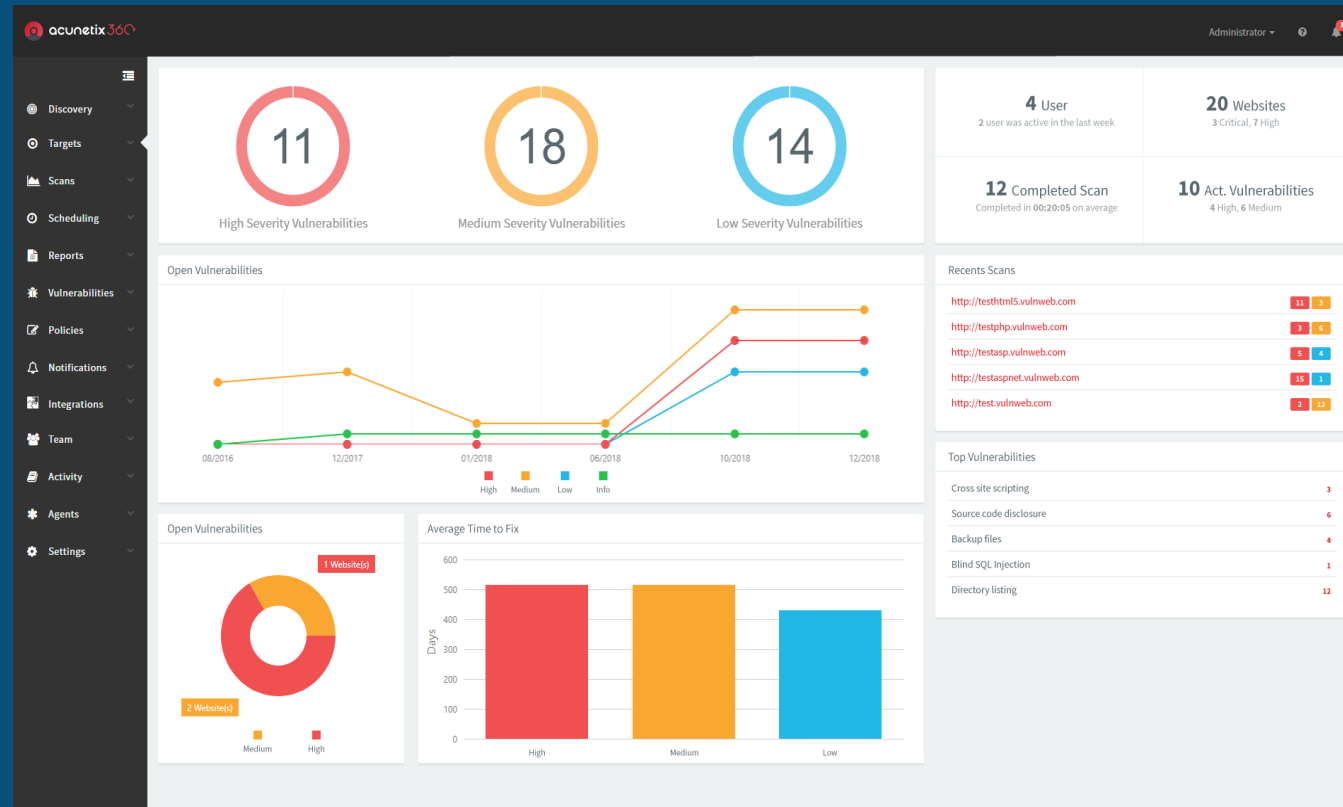 acunetix 360
Administrator
Discovery
Targets
Scans
Scheduling
Reports
Vulnerabilities
Policies
Notifications
Integrations
Team
Activity
Agents
Settings
11
High Severity Vulnerabilities
18
Medium Severity Vulnerabilities
14
Low Severity Vulnerabilities
4 User
2 user was active in the last week
20 Websites
3 Critical, 7 High
12 Completed Scan
Completed in 00:20:05 on average
10 Act. Vulnerabilities
4 High, 6 Medium
Open Vulnerabilities
08/2016 12/2017 01/2018 06/2018 10/2018 12/2018
High Medium Low Info
Recents Scans
http://testhtml5.vulnweb.com 11 3
http://testphp.vulnweb.com 3 6
http://testasp.vulnweb.com 5 4
http://testaspnet.vulnweb.com 15 1
http://test.vulnweb.com 2 12
Top Vulnerabilities
Cross site scripting 3
Source code disclosure 6
Backup files 4
Blind SQL Injection 1
Directory listing 12
Open Vulnerabilities
1 Website(s)
2 Website(s)
Medium High
Average Time to Fix
Days
600
500
400
300
200
100
0
High Medium Low